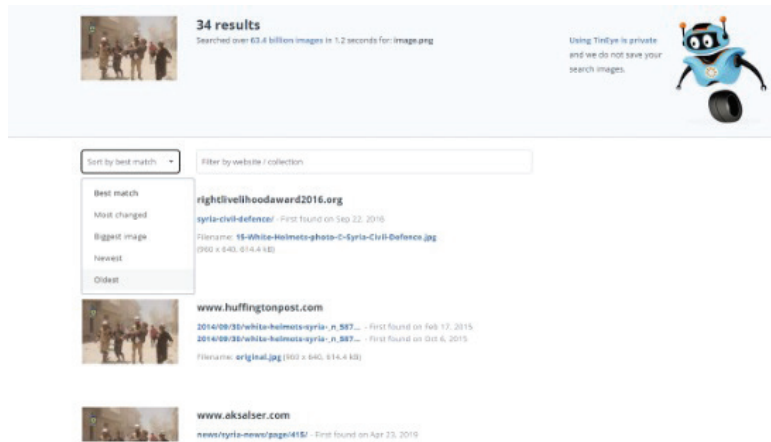 34 results
Searched over 63.4 billion images in 1.2 seconds for: image.png
Using TinEye is private
and we do not save your
search images.
Sort by best match
Filter by website / collection
Best match
Most changed
Biggest image
Newest
Oldest
rightlivelihoodaward2016.org
syria-civil-defence/ - First found on Sep 22, 2016
Filename: 15-White-Helmets-photo-C-Syria-Civil-Defence.jpg
(960 x 640, 614.4 kB)
www.huffingtonpost.com
2014/09/30/white-helmets-syria-_n_587... - First found on Feb 17, 2015
2014/09/30/white-helmets-syria-_n_587... - First found on Oct 6, 2015
Filename: original.jpg (960 x 640, 614.4 kB)
www.aksalser.com
news/syria-news/page/415/ - First found on Apr 23, 2019